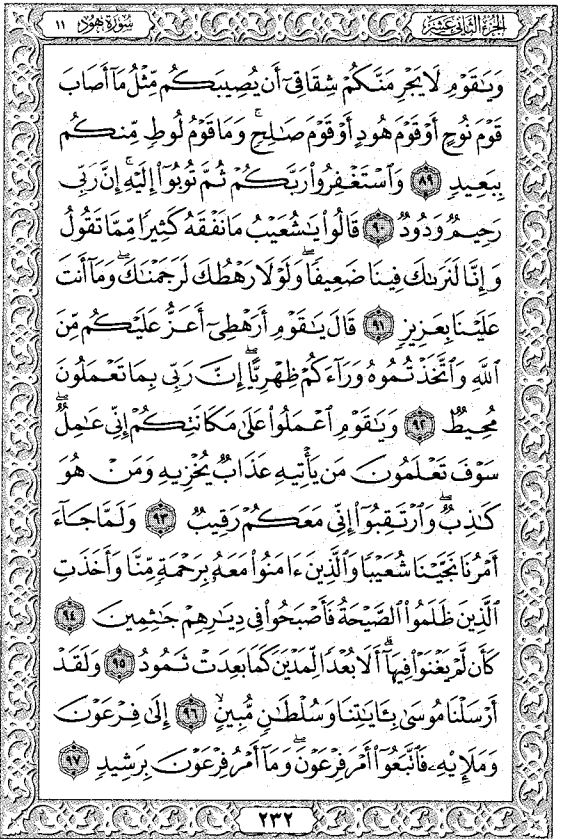 الجزء الثاني عشر
سورة هود ١١
وَيَٰقَوْمِ لَا يَجْرِمَنَّكُمْ شِقَاقِىٓ أَن يُصِيبَكُم مِّثْلُ مَآ أَصَابَ
قَوْمَ نُوحٍ أَوْ قَوْمَ هُودٍ أَوْ قَوْمَ صَٰلِحٍۚ وَمَا قَوْمُ لُوطٍ مِّنكُم
بِبَعِيدٍ ٨٩ وَٱسْتَغْفِرُوا۟ رَبَّكُمْ ثُمَّ تُوبُوٓا۟ إِلَيْهِۚ إِنَّ رَبِّى
رَحِيمٌ وَدُودٌ ٩٠ قَالُوا۟ يَٰشُعَيْبُ مَا نَفْقَهُ كَثِيرًا مِّمَّا تَقُولُ
وَإِنَّا لَنَرَىٰكَ فِينَا ضَعِيفًاۖ وَلَوْلَا رَهْطُكَ لَرَجَمْنَٰكَۖ وَمَآ أَنتَ
عَلَيْنَا بِعَزِيزٍ ٩١ قَالَ يَٰقَوْمِ أَرَهْطِىٓ أَعَزُّ عَلَيْكُم مِّنَ
ٱللَّهِ وَٱتَّخَذْتُمُوهُ وَرَآءَكُمْ ظِهْرِيًّاۖ إِنَّ رَبِّى بِمَا تَعْمَلُونَ
مُحِيطٌ ٩٢ وَيَٰقَوْمِ ٱعْمَلُوا۟ عَلَىٰ مَكَانَتِكُمْ إِنِّى عَٰمِلٌۖ
سَوْفَ تَعْلَمُونَ مَن يَأْتِيهِ عَذَابٌ يُخْزِيهِ وَمَنْ هُوَ
كَٰذِبٌۖ وَٱرْتَقِبُوٓا۟ إِنِّى مَعَكُمْ رَقِيبٌ ٩٣ وَلَمَّا جَآءَ
أَمْرُنَا نَجَّيْنَا شُعَيْبًا وَٱلَّذِينَ ءَامَنُوا۟ مَعَهُۥ بِرَحْمَةٍ مِّنَّا وَأَخَذَتِ
ٱلَّذِينَ ظَلَمُوا۟ ٱلصَّيْحَةُ فَأَصْبَحُوا۟ فِى دِيَٰرِهِمْ جَٰثِمِينَ ٩٤
كَأَن لَّمْ يَغْنَوْا۟ فِيهَآۗ أَلَا بُعْدًا لِّمَدْيَنَ كَمَا بَعِدَتْ ثَمُودُ ٩٥ وَلَقَدْ
أَرْسَلْنَا مُوسَىٰ بِـَٔايَٰتِنَا وَسُلْطَٰنٍ مُّبِينٍ ٩٦ إِلَىٰ فِرْعَوْنَ
وَمَلَإِي۟هِۦ فَٱتَّبَعُوٓا۟ أَمْرَ فِرْعَوْنَۖ وَمَآ أَمْرُ فِرْعَوْنَ بِرَشِيدٍ ٩٧
٢٣٢